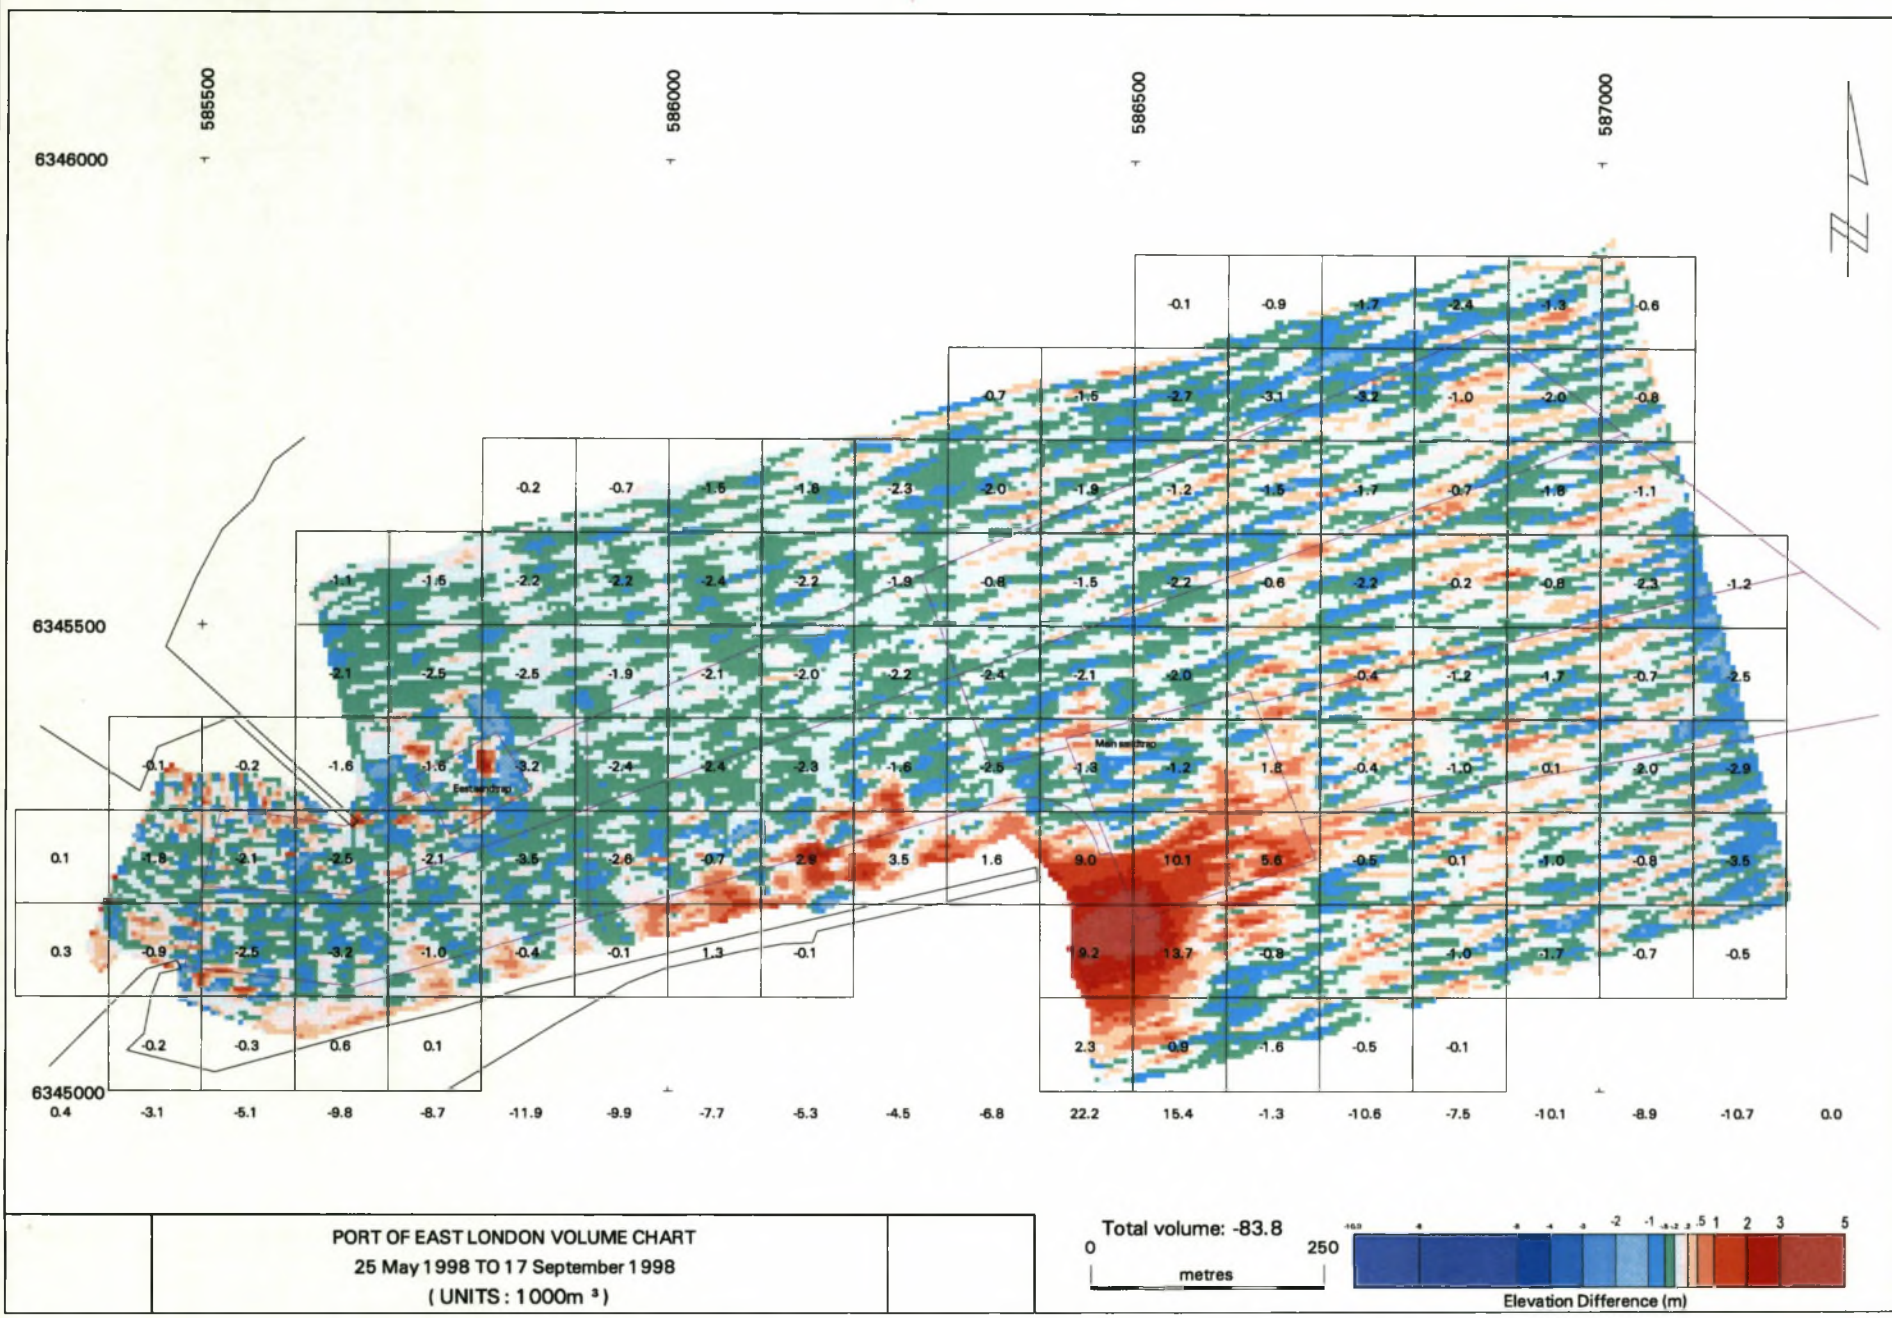 585500 586000 586500 587000
6346000
-0.1 -0.9 -1.7 -2.4 -1.3 -0.6
-0.7 -1.5 -2.7 -3.1 -3.2 -1.0 -2.0 -0.8
-0.2 -0.7 -1.5 -1.8 -2.3 -2.0 -1.9 -1.2 -1.5 -1.7 -0.7 -1.8 -1.1
-1.1 -1.5 -2.2 -2.2 -2.4 -2.2 -1.9 -0.8 -1.5 -2.2 0.6 -2.2 0.2 -0.8 -2.3 -1.2
6345500
-2.1 -2.5 -2.5 -1.9 -2.1 -2.0 -2.2 -2.4 -2.1 -2.0 -0.4 -1.2 -1.7 -0.7 -2.5
Main sandtrap
-0.1 -0.2 -1.6 -1.6 -3.2 -2.4 -2.4 -2.3 -1.6 -2.5 -1.3 -1.2 1.8 -0.4 -1.0 0.1 -2.0 -2.9
East sandtrap
0.1 -1.8 -2.1 -2.5 -2.1 -3.5 -2.6 -0.7 2.8 3.5 1.6 9.0 10.1 5.6 -0.5 0.1 -1.0 -0.8 -3.5
0.3 -0.9 -2.5 -3.2 -1.0 -0.4 -0.1 1.3 -0.1 9.2 13.7 -0.8 -1.0 -1.7 -0.7 -0.5
-0.2 -0.3 0.6 0.1 2.3 0.9 -1.6 -0.5 -0.1
6345000
0.4 -3.1 -5.1 -9.8 -8.7 -11.9 -9.9 -7.7 -5.3 -4.5 -6.8 22.2 15.4 -1.3 -10.6 -7.5 -10.1 -8.9 -10.7 0.0
PORT OF EAST LONDON VOLUME CHART
25 May 1998 TO 17 September 1998
( UNITS : 1000m ³ )
Total volume: -83.8
0 250
metres
-2 -1 .5 1 2 3 5
Elevation Difference (m)